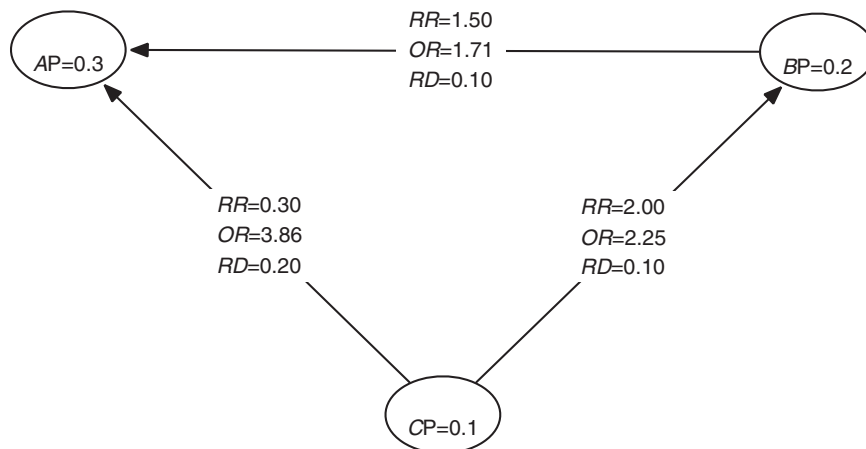 RR=1.50
OR=1.71
RD=0.10
AP=0.3
BP=0.2
RR=0.30
OR=3.86
RD=0.20
RR=2.00
OR=2.25
RD=0.10
CP=0.1